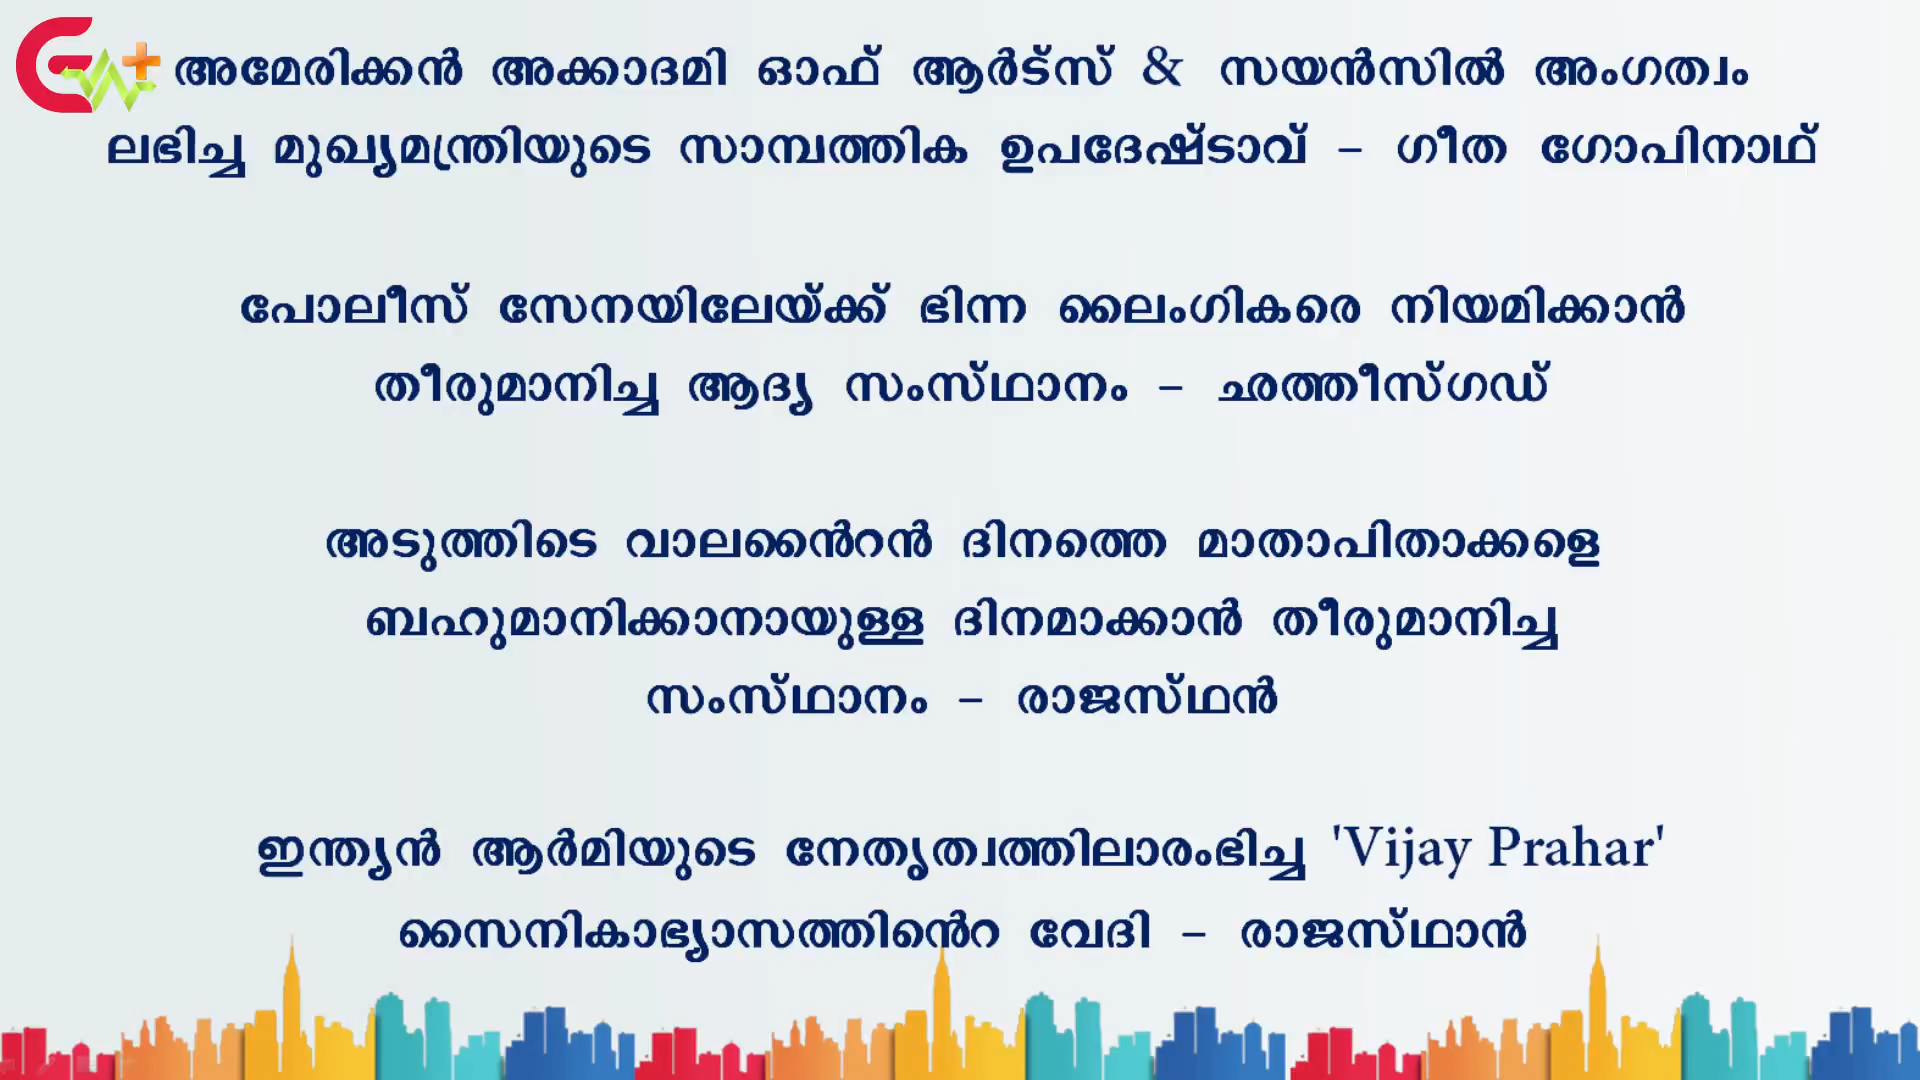 അമേരിക്കൻ അക്കാദമി ഓഫ് ആർട്സ് & സയൻസിൽ അംഗത്വം
ലഭിച്ച മുഖ്യമന്ത്രിയുടെ സാമ്പത്തിക ഉപദേഷ്ടാവ് - ഗീത ഗോപിനാഥ്
പോലീസ് സേനയിലേയ്ക്ക് ഭിന്ന ലൈംഗികരെ നിയമിക്കാൻ
തീരുമാനിച്ച ആദ്യ സംസ്ഥാനം - ഛത്തീസ്ഗഡ്
അടുത്തിടെ വാലന്റൈൻ ദിനത്തെ മാതാപിതാക്കളെ
ബഹുമാനിക്കാനായുള്ള ദിനമാക്കാൻ തീരുമാനിച്ച
സംസ്ഥാനം - രാജസ്ഥൻ
ഇന്ത്യൻ ആർമിയുടെ നേതൃത്വത്തിലാരംഭിച്ച 'Vijay Prahar'
സൈനികാഭ്യാസത്തിന്റെ വേദി - രാജസ്ഥാൻ